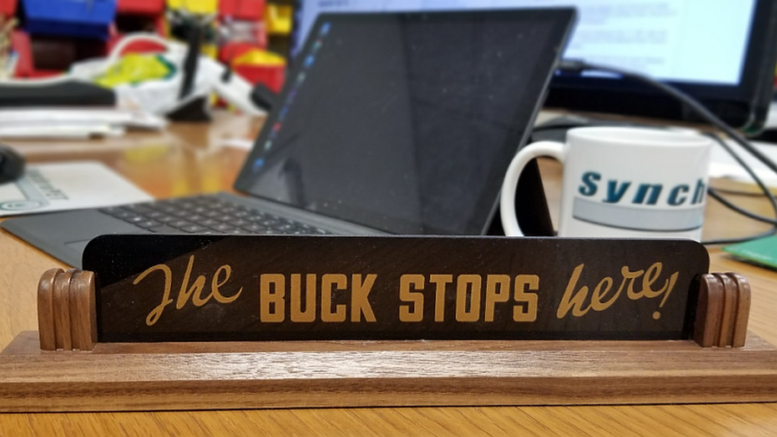 Synch
The BUCK STOPS here!